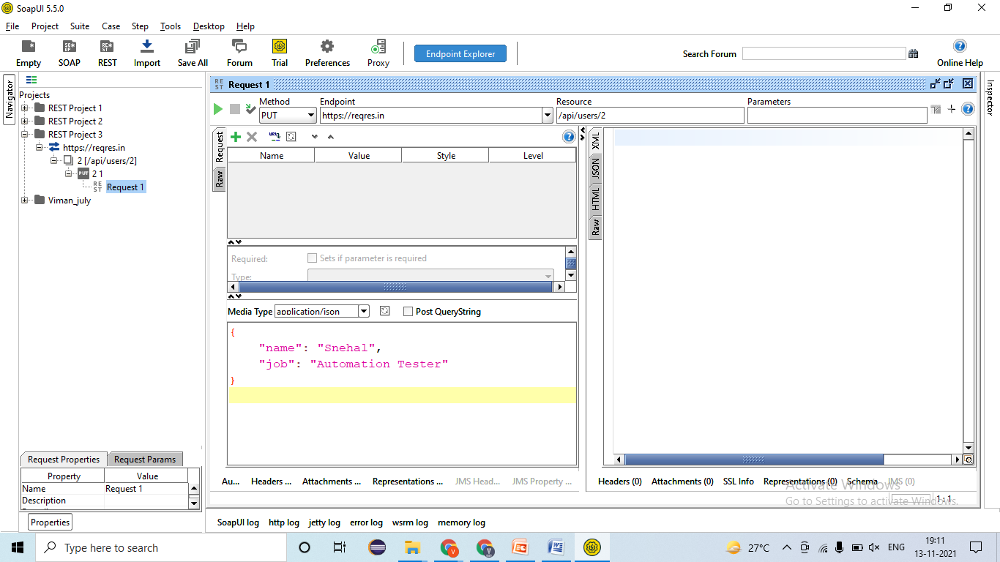 SoapUI 5.5.0
File Project Suite Case Step Tools Desktop Help
Empty SOAP REST Import Save All Forum Trial Preferences Proxy Endpoint Explorer Search Forum Online Help
Navigator
Projects
REST Project 1
REST Project 2
REST Project 3
https://reqres.in
2 [/api/users/2]
PUT 2 1
REST Request 1
Viman_july
Request Properties Request Params
Property Value
Name Request 1
Description
Properties
REST Request 1
Method Endpoint Resource Parameters
PUT https://reqres.in /api/users/2
Request
Raw
Name Value Style Level
Required: Sets if parameter is required
Type:
Media Type application/json Post QueryString
{
"name": "Snehal",
"job": "Automation Tester"
}
Au... Headers ... Attachments ... Representations ... JMS Head... JMS Property ...
XML
JSON
HTML
Raw
Headers (0) Attachments (0) SSL Info Representations (0) Schema JMS (0)
1 : 1
Inspector
Activate Windows
Go to Settings to activate Windows.
SoapUI log http log jetty log error log wsrm log memory log
Type here to search
27°C ENG 19:11
13-11-2021